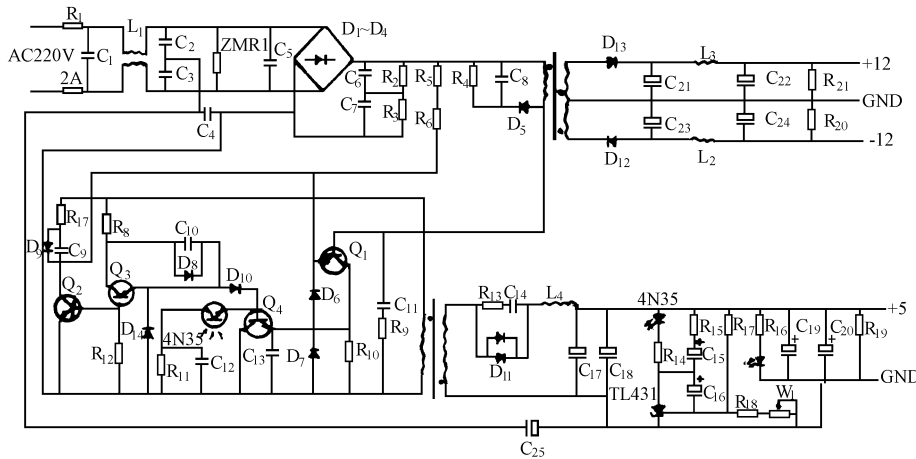 R1
L1
C2
ZMR1
C5
D1~D4
AC220V
C1
C3
2A
C4
C6
R2
R5
R4
C8
C7
R3
R6
D5
D13
L3
+12
C21
C22
R21
GND
C23
C24
R20
D12
L2
-12
R17
R8
C10
D9
C9
D8
Q1
Q2
Q3
D10
D6
C11
D14
4N35
Q4
R9
R12
R11
C12
C13
D7
R10
R13
C14
L4
D11
C17
C18
4N35
+5
R15
R17
R16
C19
C20
R19
R14
C15
GND
TL431
C16
R18
W1
C25